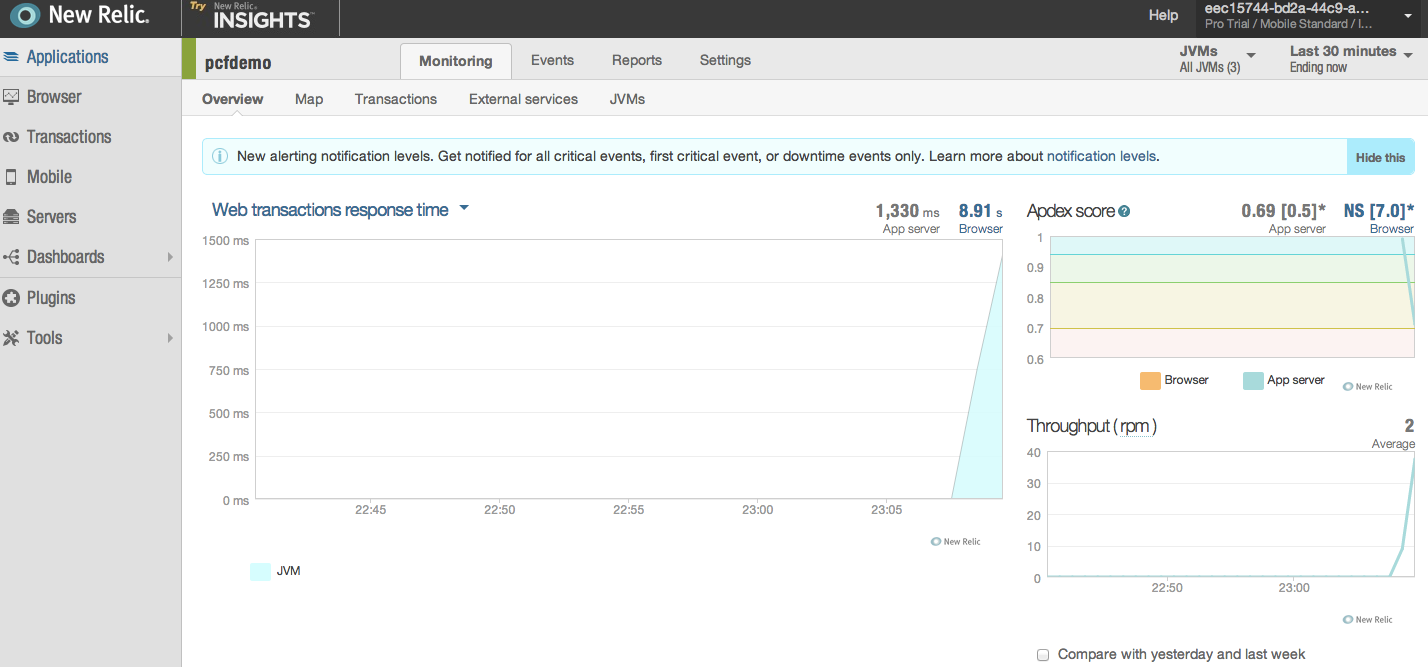 New Relic.
Try New Relic. INSIGHTS™
Help
eec15744-bd2a-44c9-a...
Pro Trial / Mobile Standard / I...
Applications
Browser
Transactions
Mobile
Servers
Dashboards
Plugins
Tools
pcfdemo
Monitoring
Events
Reports
Settings
JVMs
All JVMs (3)
Last 30 minutes
Ending now
Overview
Map
Transactions
External services
JVMs
New alerting notification levels. Get notified for all critical events, first critical event, or downtime events only. Learn more about notification levels.
Hide this
Web transactions response time
1,330 ms
App server
8.91 s
Browser
1500 ms
1250 ms
1000 ms
750 ms
500 ms
250 ms
0 ms
22:45
22:50
22:55
23:00
23:05
New Relic
JVM
Apdex score ?
0.69 [0.5]*
App server
NS [7.0]*
Browser
1
0.9
0.8
0.7
0.6
Browser
App server
New Relic
Throughput (rpm)
2
Average
40
30
20
10
0
22:50
23:00
New Relic
Compare with yesterday and last week